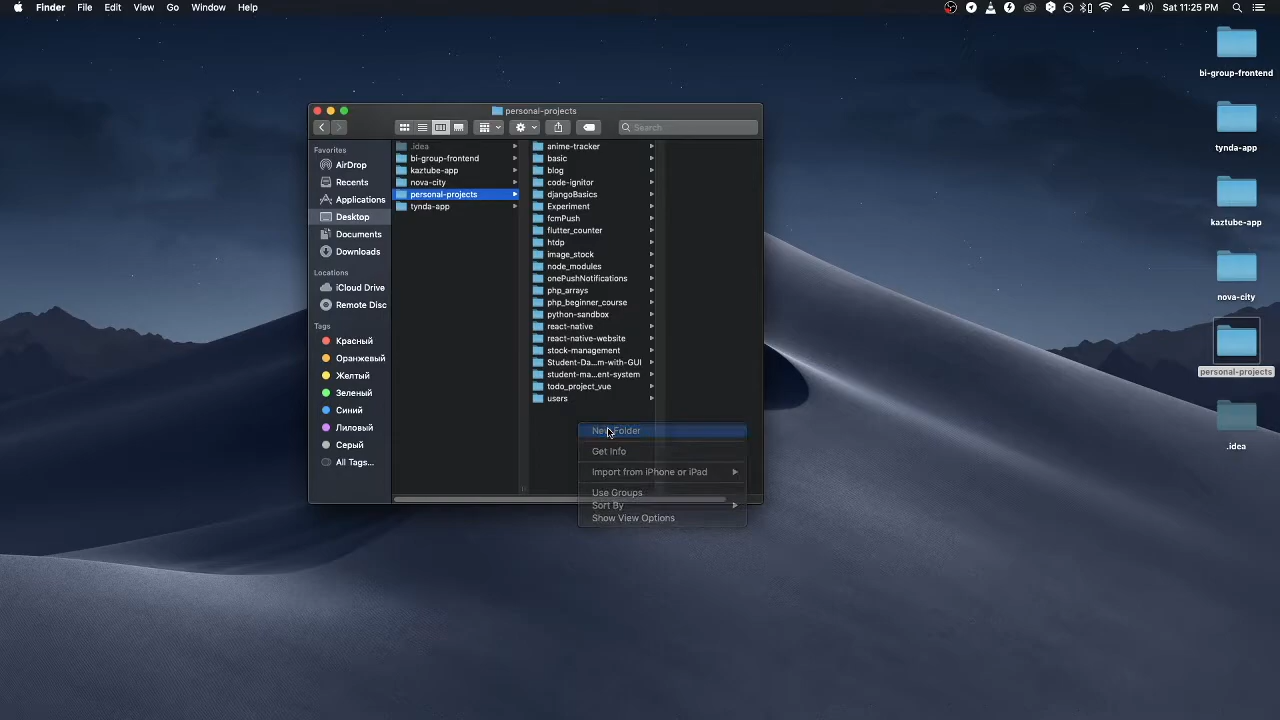 Finder File Edit View Go Window Help Sat 11:25 PM
personal-projects
Search
Favorites
AirDrop
Recents
Applications
Desktop
Documents
Downloads
Locations
iCloud Drive
Remote Disc
Tags
Красный
Оранжевый
Желтый
Зеленый
Синий
Лиловый
Серый
All Tags...
.idea
bi-group-frontend
kaztube-app
nova-city
personal-projects
tynda-app
anime-tracker
basic
blog
code-ignitor
djangoBasics
Experiment
fcmPush
flutter_counter
htdp
image_stock
node_modules
onePushNotifications
php_arrays
php_beginner_course
python-sandbox
react-native
react-native-website
stock-management
Student-Da...m-with-GUI
student-ma...ent-system
todo_project_vue
users
New Folder
Get Info
Import from iPhone or iPad
Use Groups
Sort By
Show View Options
bi-group-frontend
tynda-app
kaztube-app
nova-city
personal-projects
.idea